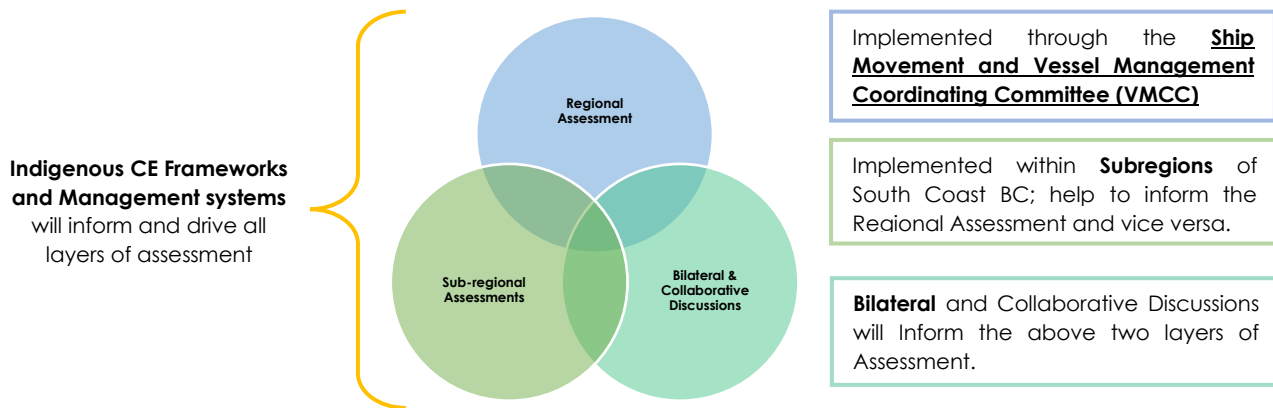 Indigenous CE Frameworks
and Management systems
will inform and drive all
layers of assessment
Regional
Assessment
Sub-regional
Assessments
Bilateral &
Collaborative
Discussions
Implemented through the Ship
Movement and Vessel Management
Coordinating Committee (VMCC)
Implemented within Subregions of
South Coast BC; help to inform the
Regional Assessment and vice versa.
Bilateral and Collaborative Discussions
will Inform the above two layers of
Assessment.